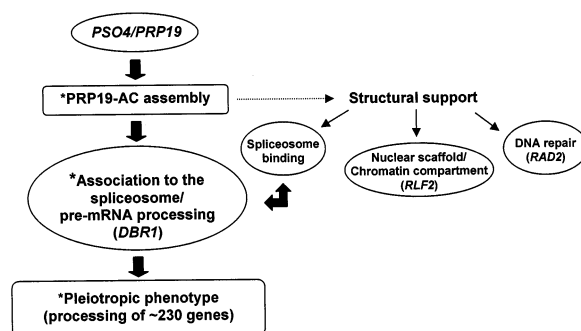 PSO4/PRP19
*PRP19-AC assembly
Structural support
Spliceosome
binding
Nuclear scaffold/
Chromatin compartment
(RLF2)
DNA repair
(RAD2)
*Association to the
spliceosome/
pre-mRNA processing
(DBR1)
*Pleiotropic phenotype
(processing of ~230 genes)